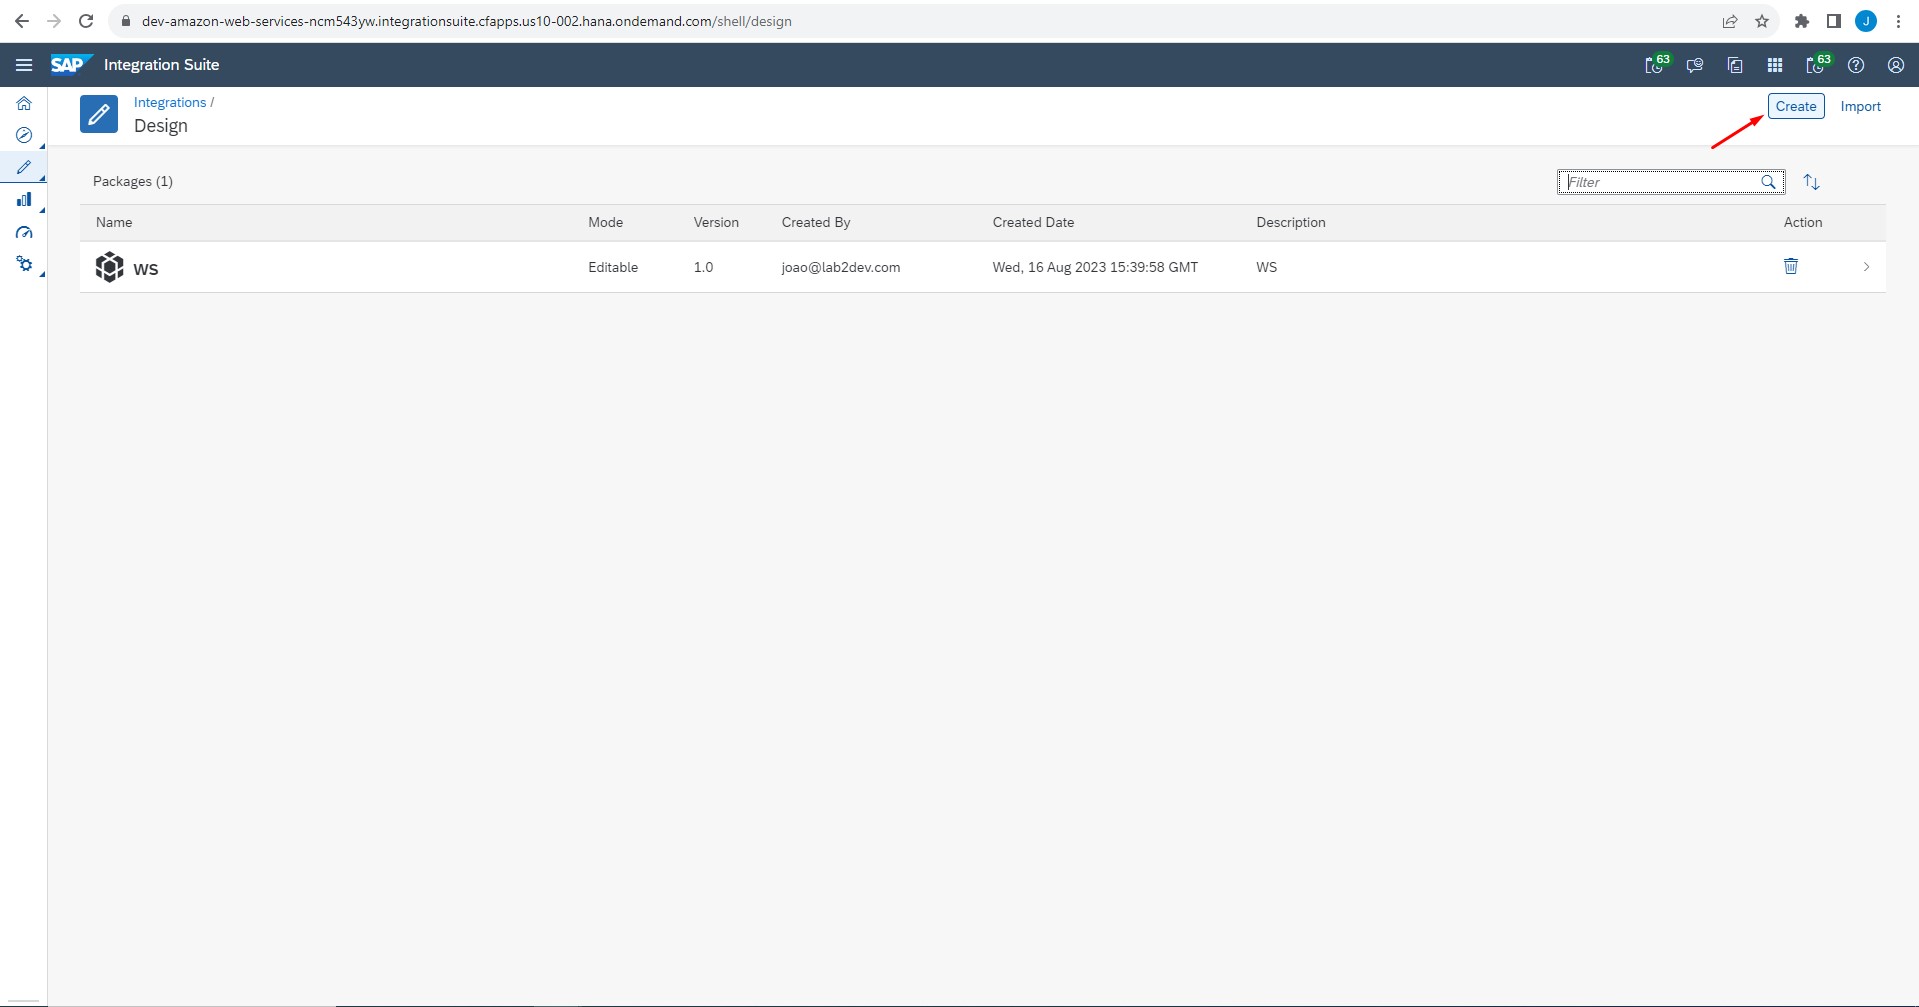 dev-amazon-web-services-ncm543yw.integrationsuite.cfapps.us10-002.hana.ondemand.com/shell/design
J
SAP Integration Suite
63
63
Integrations /
Design
Create
Import
Packages (1)
Filter
Name Mode Version Created By Created Date Description Action
WS Editable 1.0 joao@lab2dev.com Wed, 16 Aug 2023 15:39:58 GMT WS